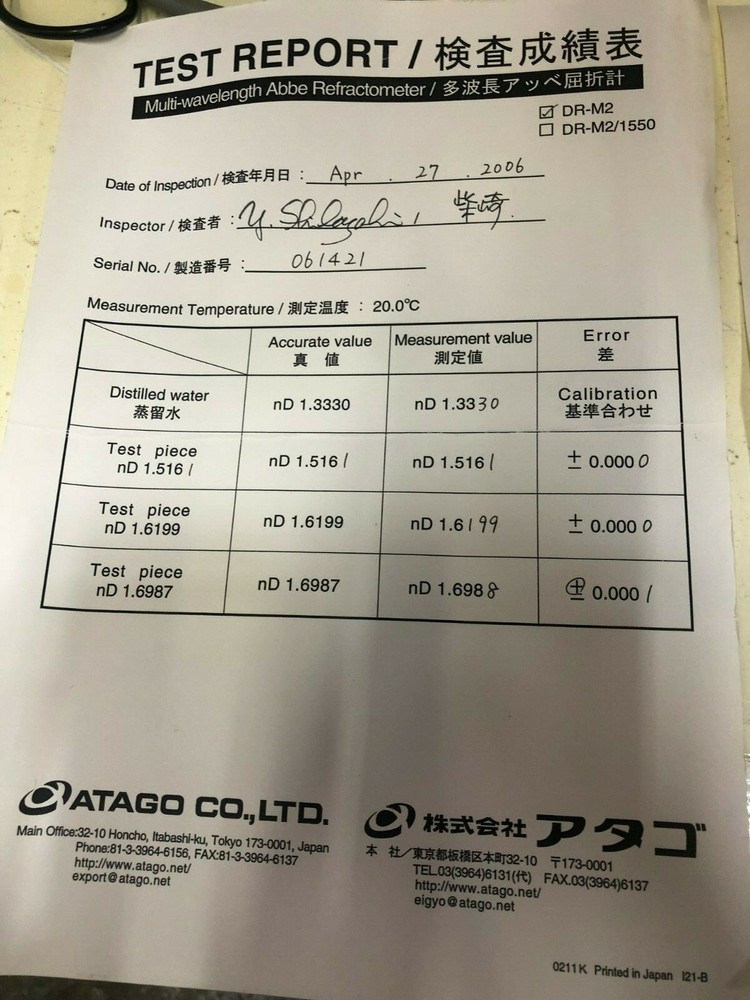 TEST REPORT / 検査成績表
Multi-wavelength Abbe Refractometer / 多波長アッベ屈折計
☑ DR-M2
☐ DR-M2/1550
Date of Inspection / 検査年月日 : Apr . 27 . 2006
Inspector / 検査者 : Y. 柴崎
Serial No. / 製造番号 : 061421
Measurement Temperature / 測定温度 : 20.0℃
Accurate value Measurement value Error
真 値 測定値 差
Distilled water nD 1.3330 nD 1.3330 Calibration
蒸留水 基準合わせ
Test piece
nD 1.5161 nD 1.5161 nD 1.5161 ± 0.0000
Test piece
nD 1.6199 nD 1.6199 nD 1.6199 ± 0.0000
Test piece
nD 1.6987 nD 1.6987 nD 1.6988 ± 0.0001
ATAGO CO.,LTD.
Main Office:32-10 Honcho, Itabashi-ku, Tokyo 173-0001, Japan
Phone:81-3-3964-6156, FAX:81-3-3964-6137
http://www.atago.net/
export@atago.net
株式会社 アタゴ
本 社/東京都板橋区本町32-10 〒173-0001
TEL.03(3964)6131(代) FAX.03(3964)6137
http://www.atago.net/
eigyo@atago.net
0211K Printed in Japan I21-B